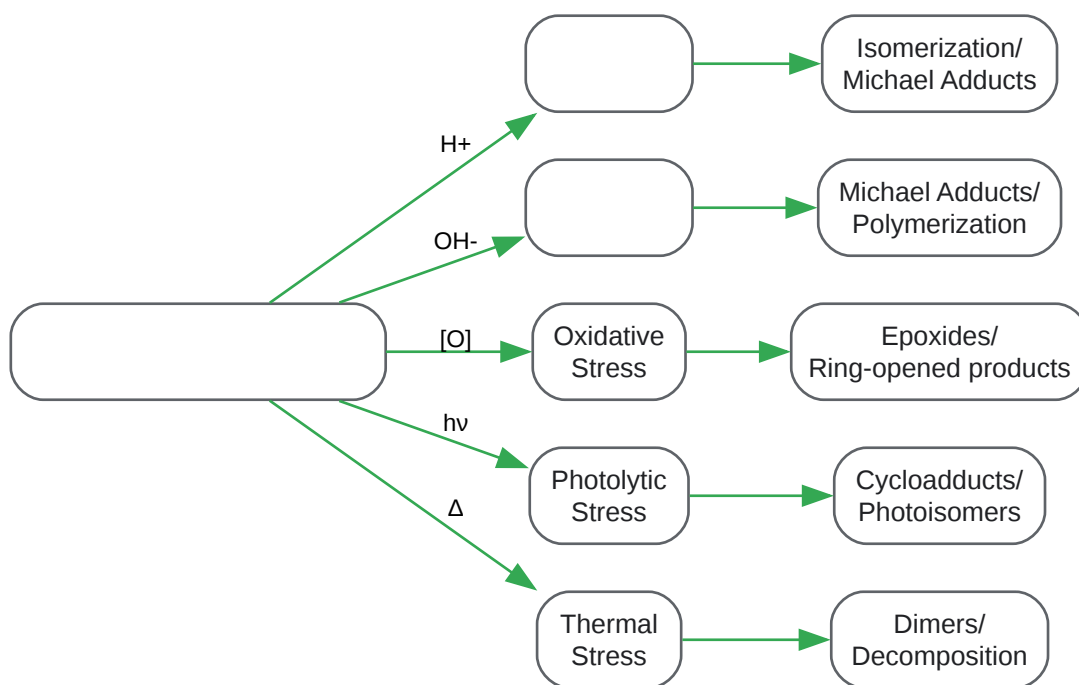 Isomerization/
Michael Adducts
H+
Michael Adducts/
Polymerization
OH-
[O]
Oxidative
Stress
Epoxides/
Ring-opened products
hν
Photolytic
Stress
Cycloadducts/
Photoisomers
Δ
Thermal
Stress
Dimers/
Decomposition